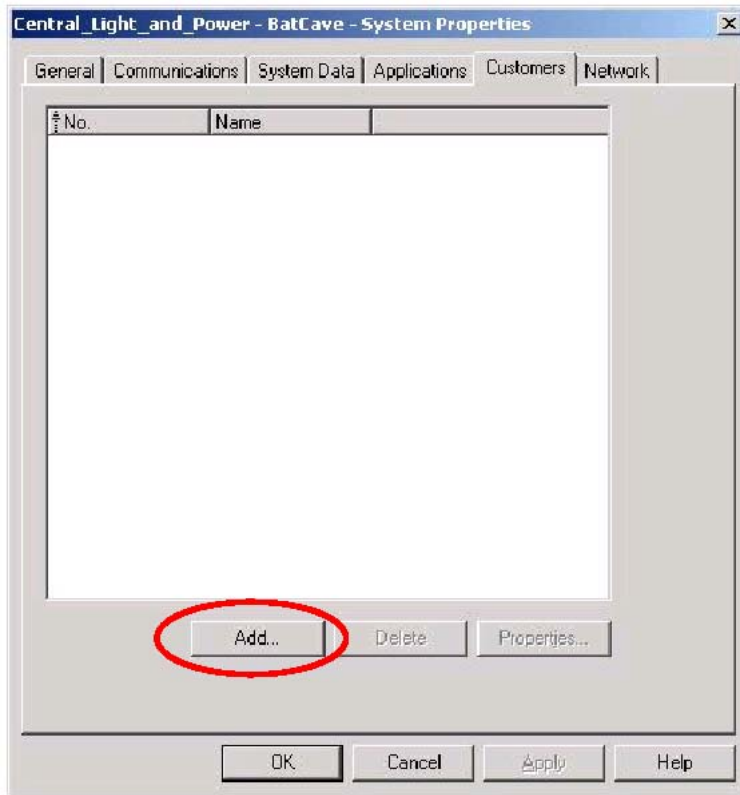 Central_Light_and_Power - BatCave - System Properties
General Communications System Data Applications Customers Network
No. Name
Add... Delete Properties...
OK Cancel Apply Help